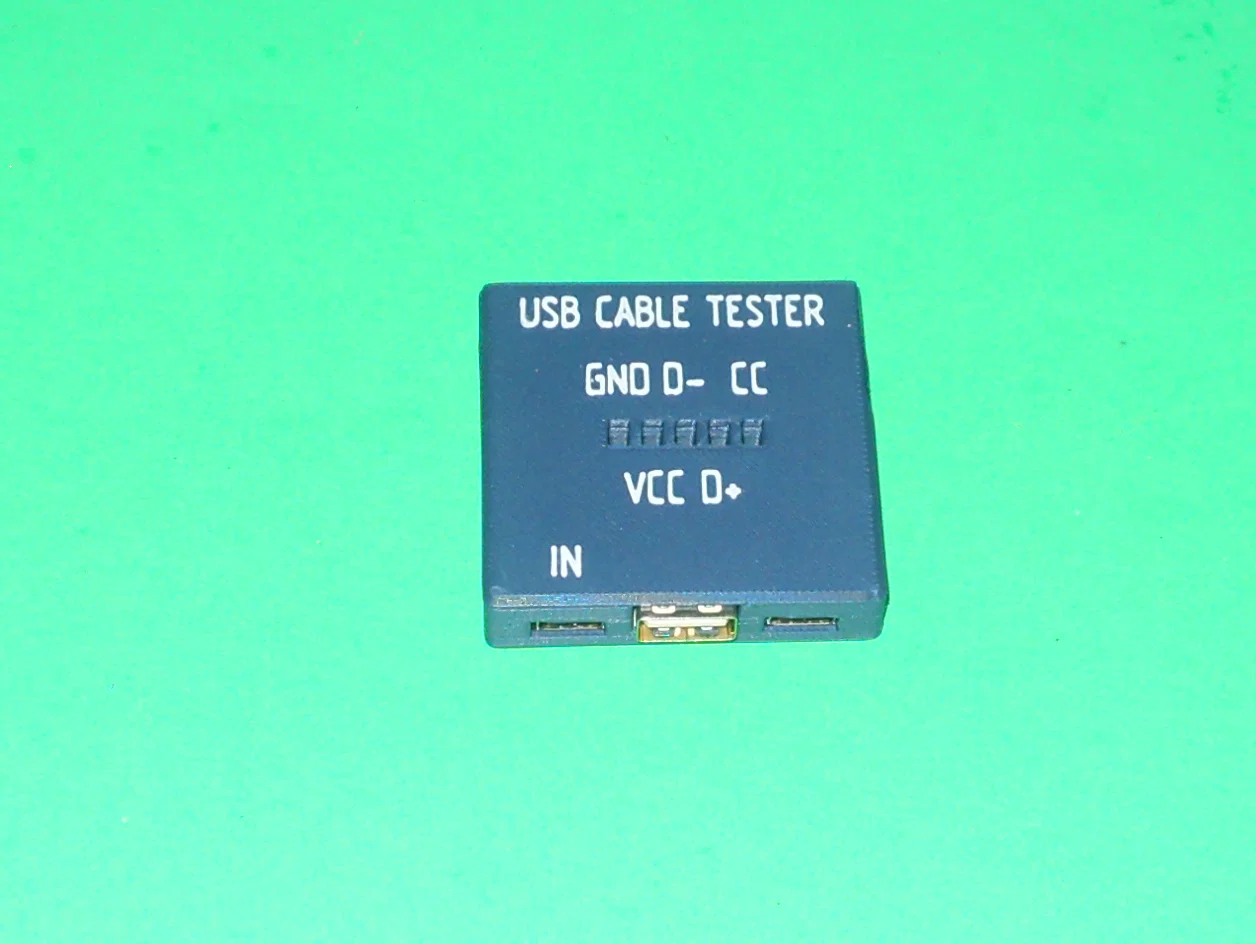 USB CABLE TESTER
GND D- CC
VCC D+
IN